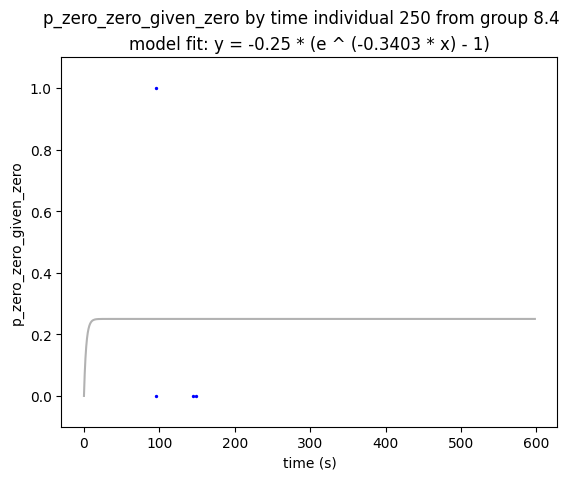 p_zero_zero_given_zero by time individual 250 from group 8.4
model fit: y = -0.25 * (e ^ (-0.3403 * x) - 1)
1.0
0.8
0.6
0.4
0.2
0.0
p_zero_zero_given_zero
0 100 200 300 400 500 600
time (s)